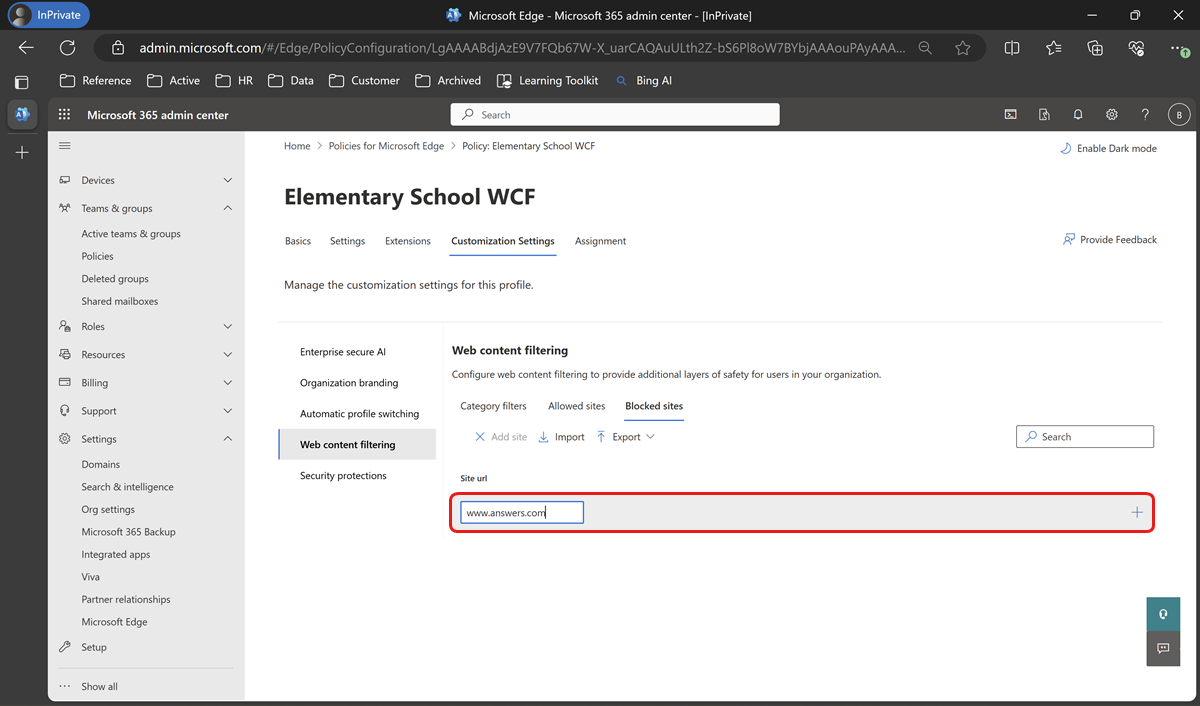 InPrivate
Microsoft Edge - Microsoft 365 admin center - [InPrivate]
admin.microsoft.com/#/Edge/PolicyConfiguration/LgAAAABdjAzE9V7FQb67W-X_uarCAQAuULth2Z-bS6Pl8oW7BYbjAAAouPAyAAA...
Reference
Active
HR
Data
Customer
Archived
Learning Toolkit
Bing AI
Microsoft 365 admin center
Search
?
B
Home > Policies for Microsoft Edge > Policy: Elementary School WCF
Enable Dark mode
Devices
Teams & groups
Active teams & groups
Policies
Deleted groups
Shared mailboxes
Roles
Resources
Billing
Support
Settings
Domains
Search & intelligence
Org settings
Microsoft 365 Backup
Integrated apps
Viva
Partner relationships
Microsoft Edge
Setup
Show all
Elementary School WCF
Basics
Settings
Extensions
Customization Settings
Assignment
Provide Feedback
Manage the customization settings for this profile.
Enterprise secure AI
Organization branding
Automatic profile switching
Web content filtering
Security protections
Web content filtering
Configure web content filtering to provide additional layers of safety for users in your organization.
Category filters
Allowed sites
Blocked sites
Add site
Import
Export
Search
Site url
www.answers.com